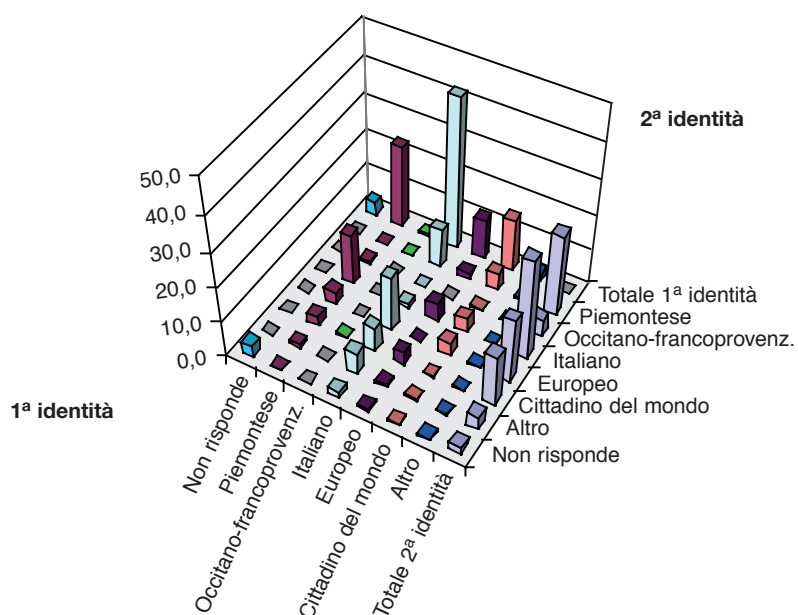 2ª identità
50,0
40,0
30,0
20,0
10,0
0,0
Totale 1ª identità
Piemontese
Occitano-francoprovenz.
Italiano
Europeo
Cittadino del mondo
Altro
Non risponde
1ª identità
Non risponde
Piemontese
Occitano-francoprovenz.
Italiano
Europeo
Cittadino del mondo
Altro
Totale 2ª identità